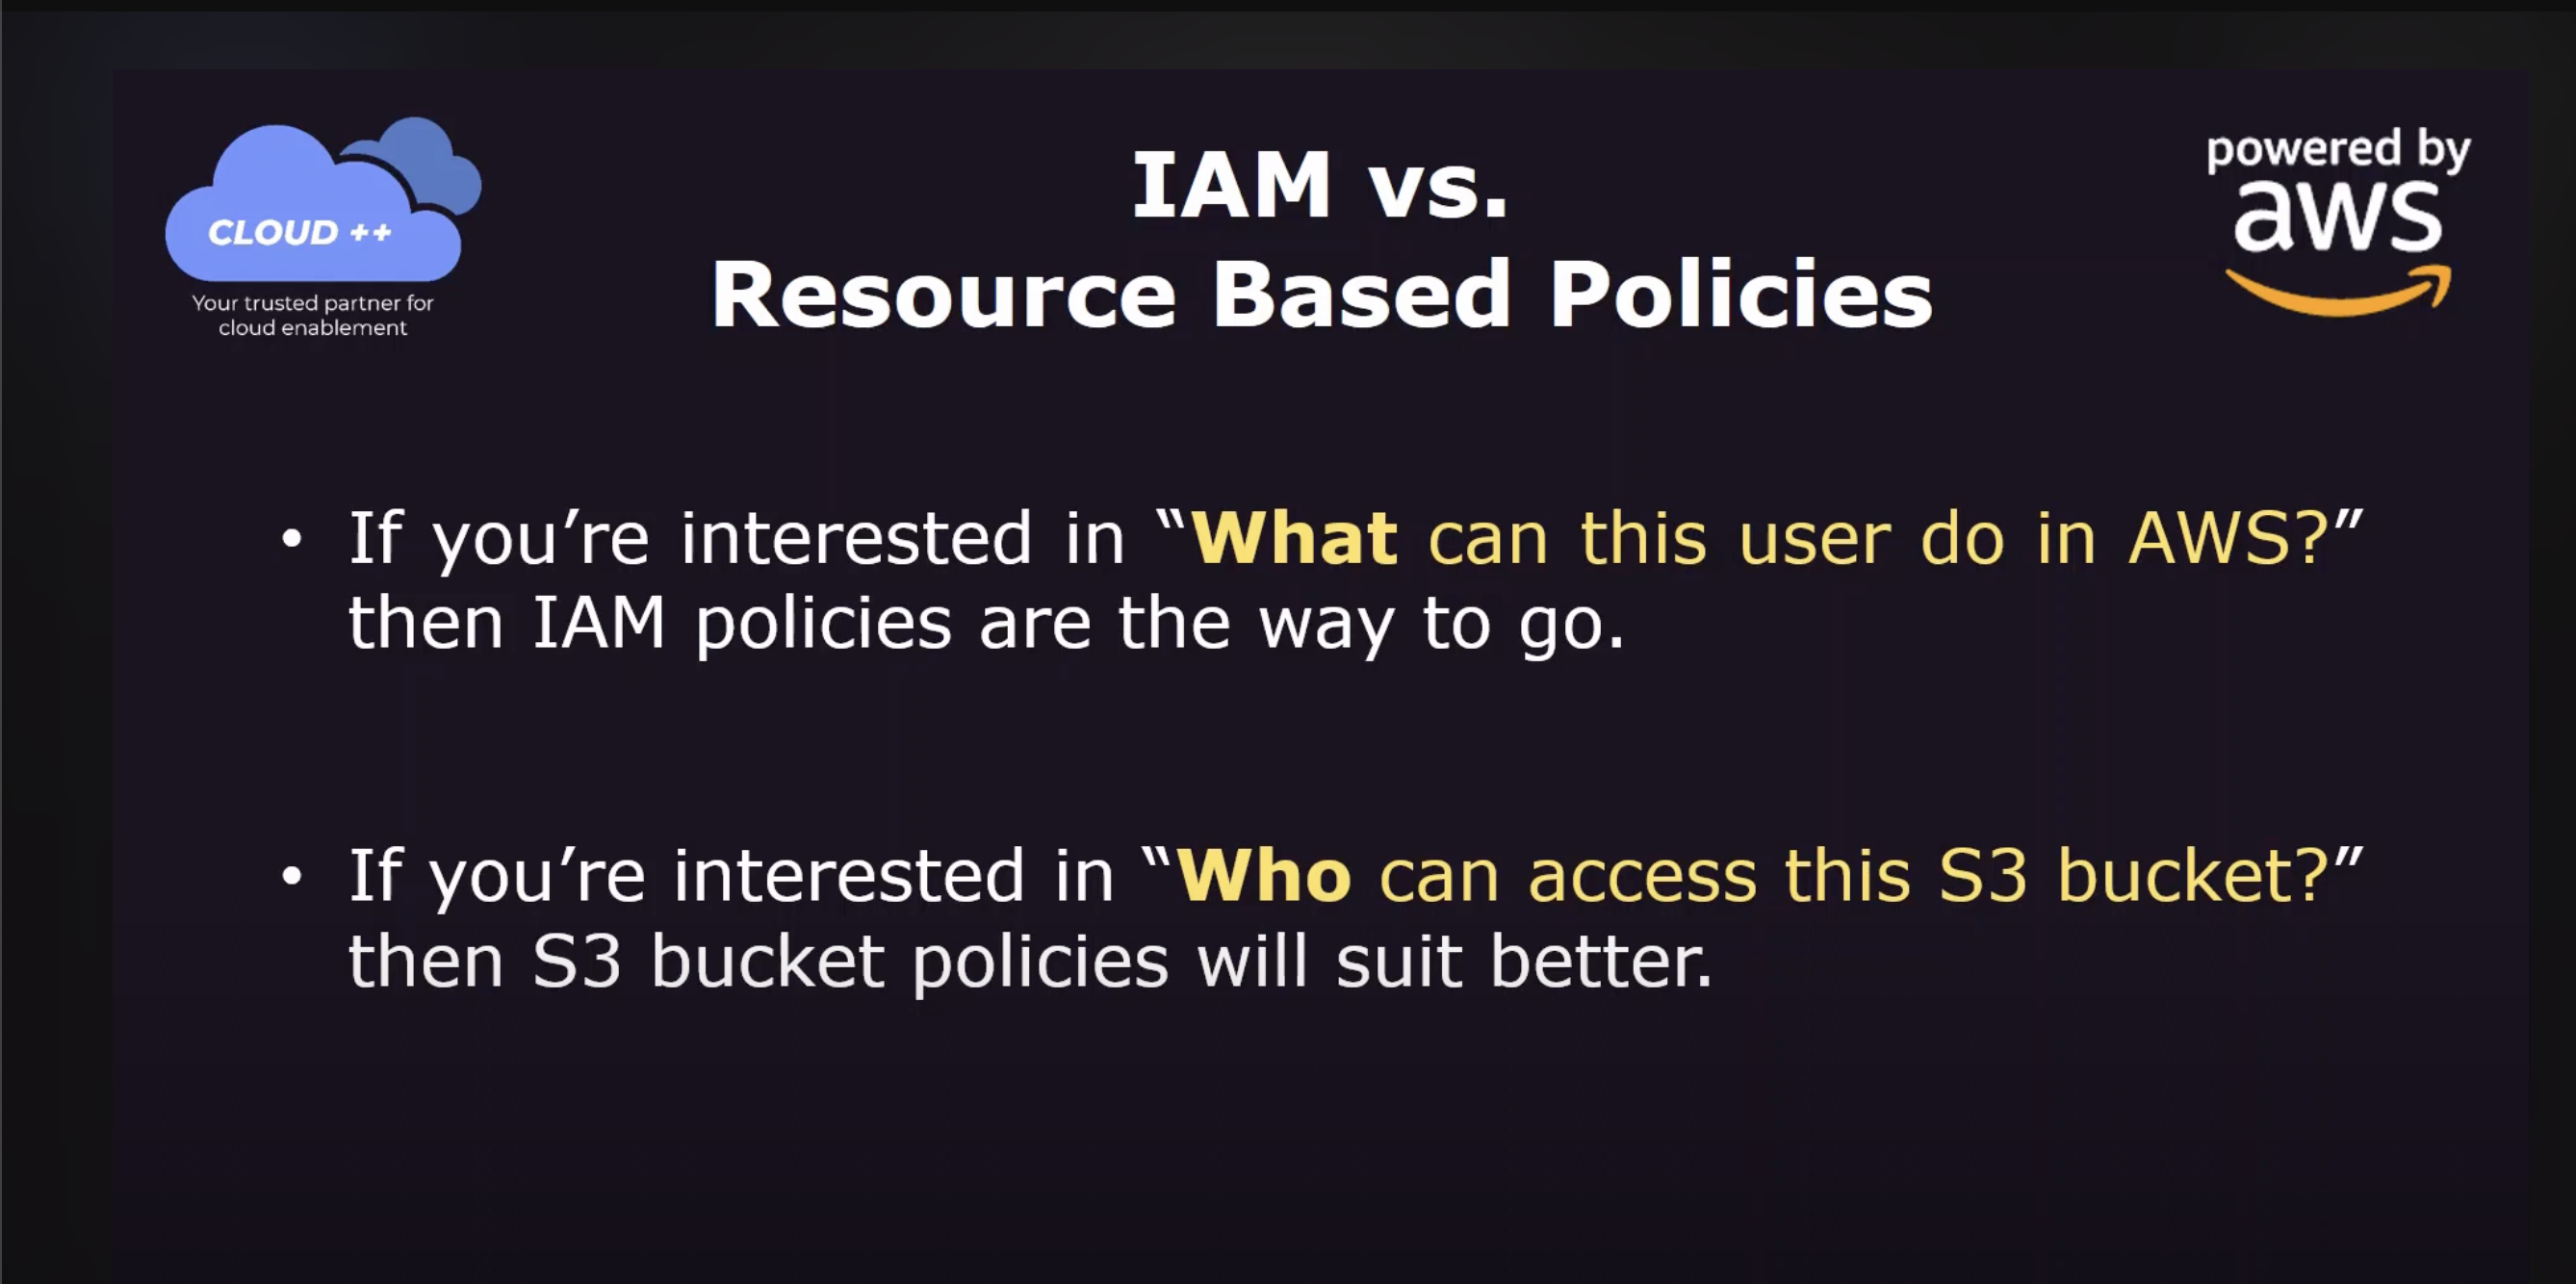 CLOUD ++
Your trusted partner for
cloud enablement
IAM vs.
Resource Based Policies
powered by
aws
• If you’re interested in “What can this user do in AWS?”
then IAM policies are the way to go.
• If you’re interested in “Who can access this S3 bucket?”
then S3 bucket policies will suit better.